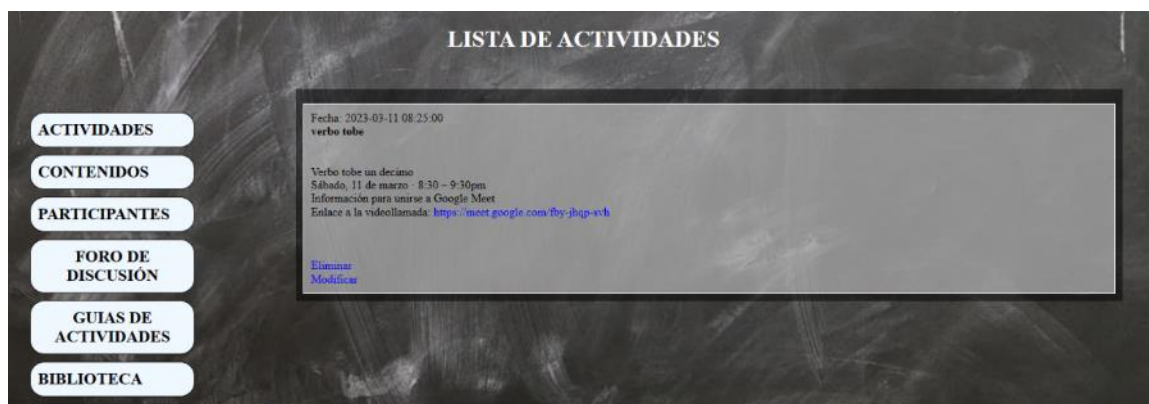 LISTA DE ACTIVIDADES
ACTIVIDADES
CONTENIDOS
PARTICIPANTES
FORO DE
DISCUSIÓN
GUIAS DE
ACTIVIDADES
BIBLIOTECA
Fecha: 2023-03-11 08:25:00
verbo tobe
Verbo tobe un decimo
Sábado, 11 de marzo · 8:30 – 9:30pm
Información para unirse a Google Meet
Enlace a la videollamada: https://meet.google.com/fby-jhqp-svh
Eliminar
Modificar